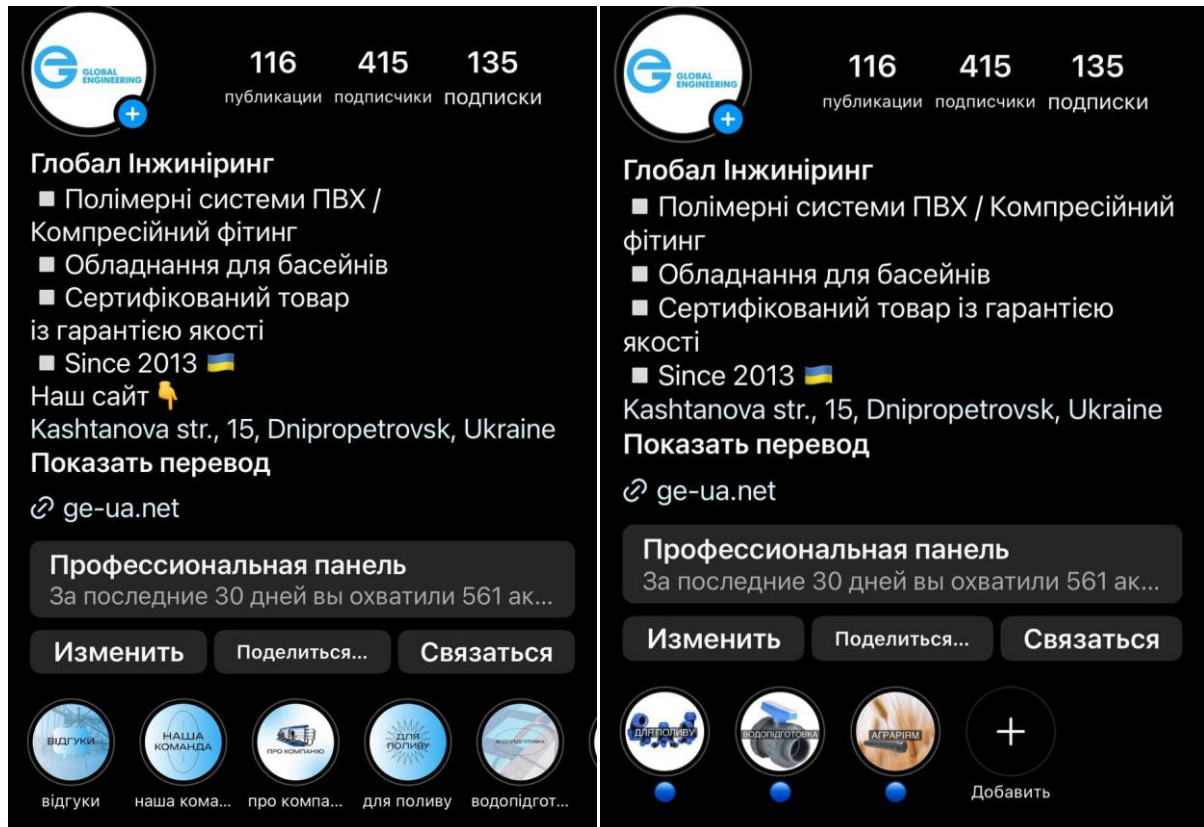 GLOBAL
ENGINEERING
116 415 135
публикации подписчики подписки
Глобал Інжиніринг
◽ Полімерні системи ПВХ /
Компресійний фітинг
◽ Обладнання для басейнів
◽ Сертифікований товар
із гарантією якості
◽ Since 2013 🇺🇦
Наш сайт 👇
Kashtanova str., 15, Dnipropetrovsk, Ukraine
Показать перевод
ge-ua.net
Профессиональная панель
За последние 30 дней вы охватили 561 ак...
Изменить Поделиться... Связаться
ВІДГУКИ
НАША
КОМАНДА
ПРО КОМПАНІЮ
ДЛЯ
ПОЛИВУ
ВОДОПІДГОТОВКА
відгуки наша кома... про компа... для поливу водопідгот...
GLOBAL
ENGINEERING
116 415 135
публикации подписчики подписки
Глобал Інжиніринг
◽ Полімерні системи ПВХ / Компресійний
фітинг
◽ Обладнання для басейнів
◽ Сертифікований товар із гарантією
якості
◽ Since 2013 🇺🇦
Kashtanova str., 15, Dnipropetrovsk, Ukraine
Показать перевод
ge-ua.net
Профессиональная панель
За последние 30 дней вы охватили 561 ак...
Изменить Поделиться... Связаться
ДЛЯ ПОЛИВУ
ВОДОПІДГОТОВКА
АГРАРІЯМ
Добавить